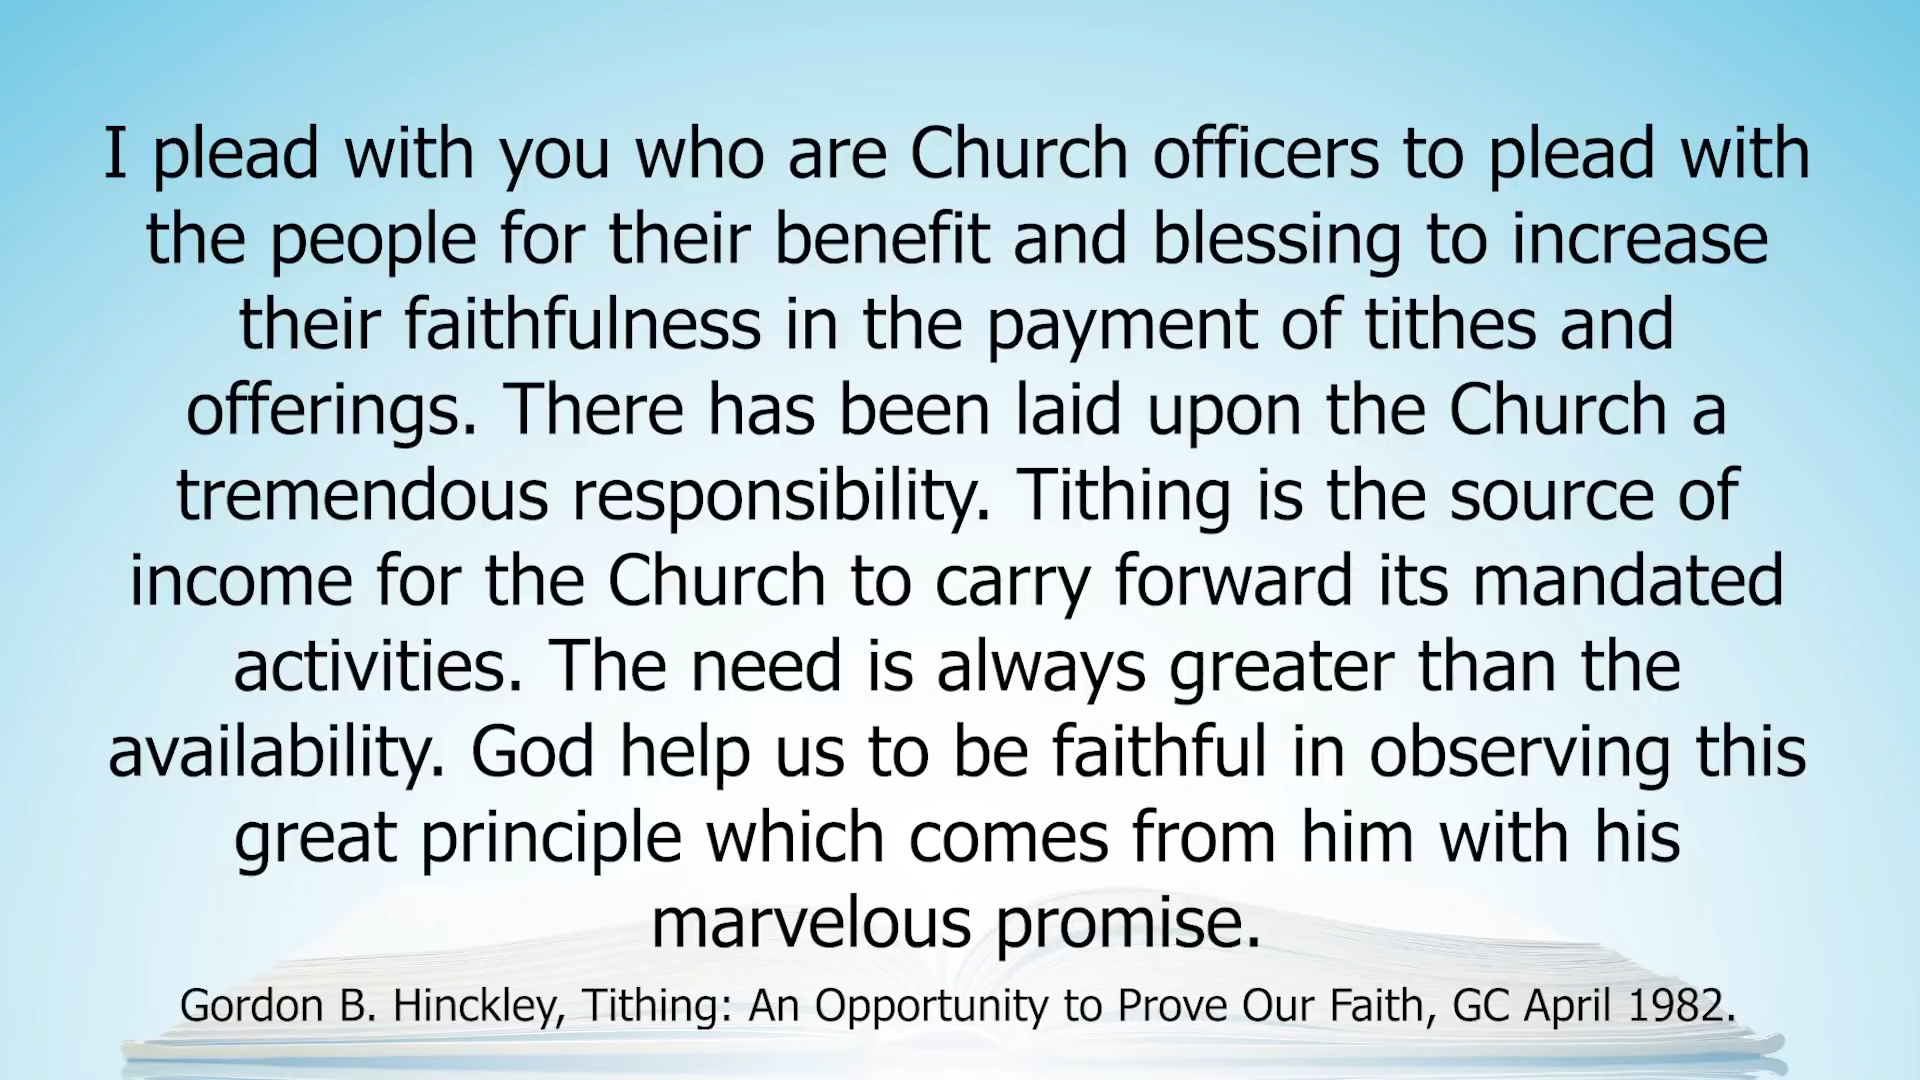 I plead with you who are Church officers to plead with
the people for their benefit and blessing to increase
their faithfulness in the payment of tithes and
offerings. There has been laid upon the Church a
tremendous responsibility. Tithing is the source of
income for the Church to carry forward its mandated
activities. The need is always greater than the
availability. God help us to be faithful in observing this
great principle which comes from him with his
marvelous promise.
Gordon B. Hinckley, Tithing: An Opportunity to Prove Our Faith, GC April 1982.